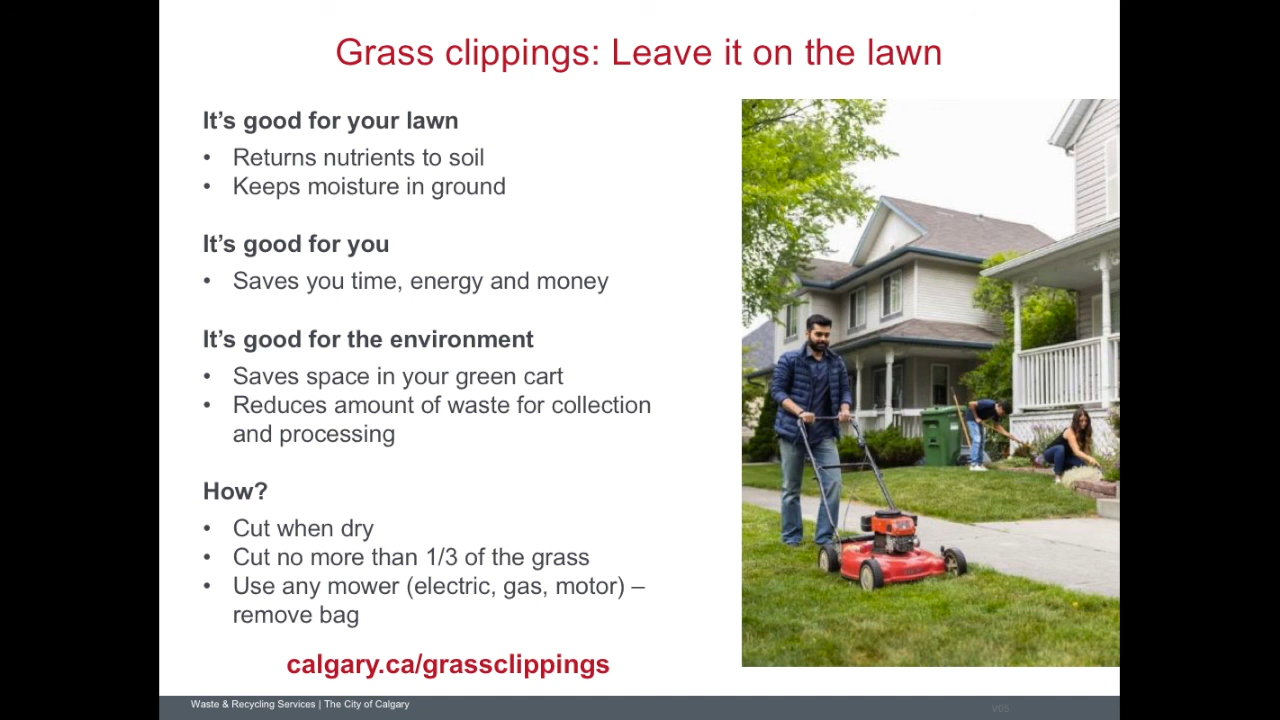 Grass clippings: Leave it on the lawn
It's good for your lawn
• Returns nutrients to soil
• Keeps moisture in ground
It's good for you
• Saves you time, energy and money
It's good for the environment
• Saves space in your green cart
• Reduces amount of waste for collection
and processing
How?
• Cut when dry
• Cut no more than 1/3 of the grass
• Use any mower (electric, gas, motor) –
remove bag
calgary.ca/grassclippings
Waste & Recycling Services | The City of Calgary